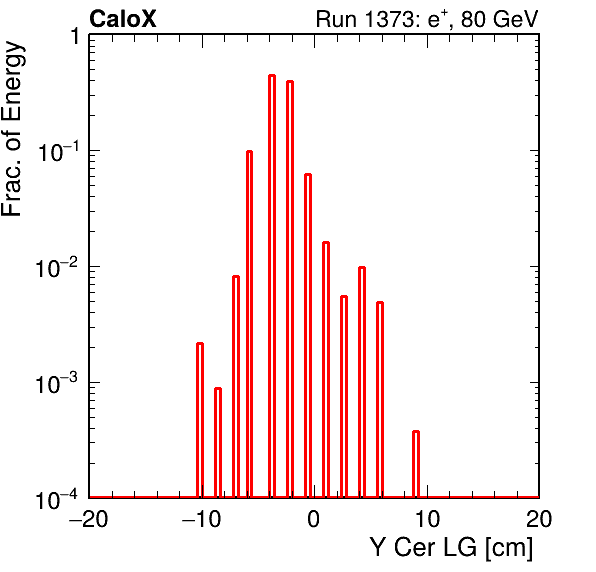 CaloX Run 1373: e⁺, 80 GeV
Frac. of Energy
1
10⁻¹
10⁻²
10⁻³
10⁻⁴
−20 −10 0 10 20
Y Cer LG [cm]